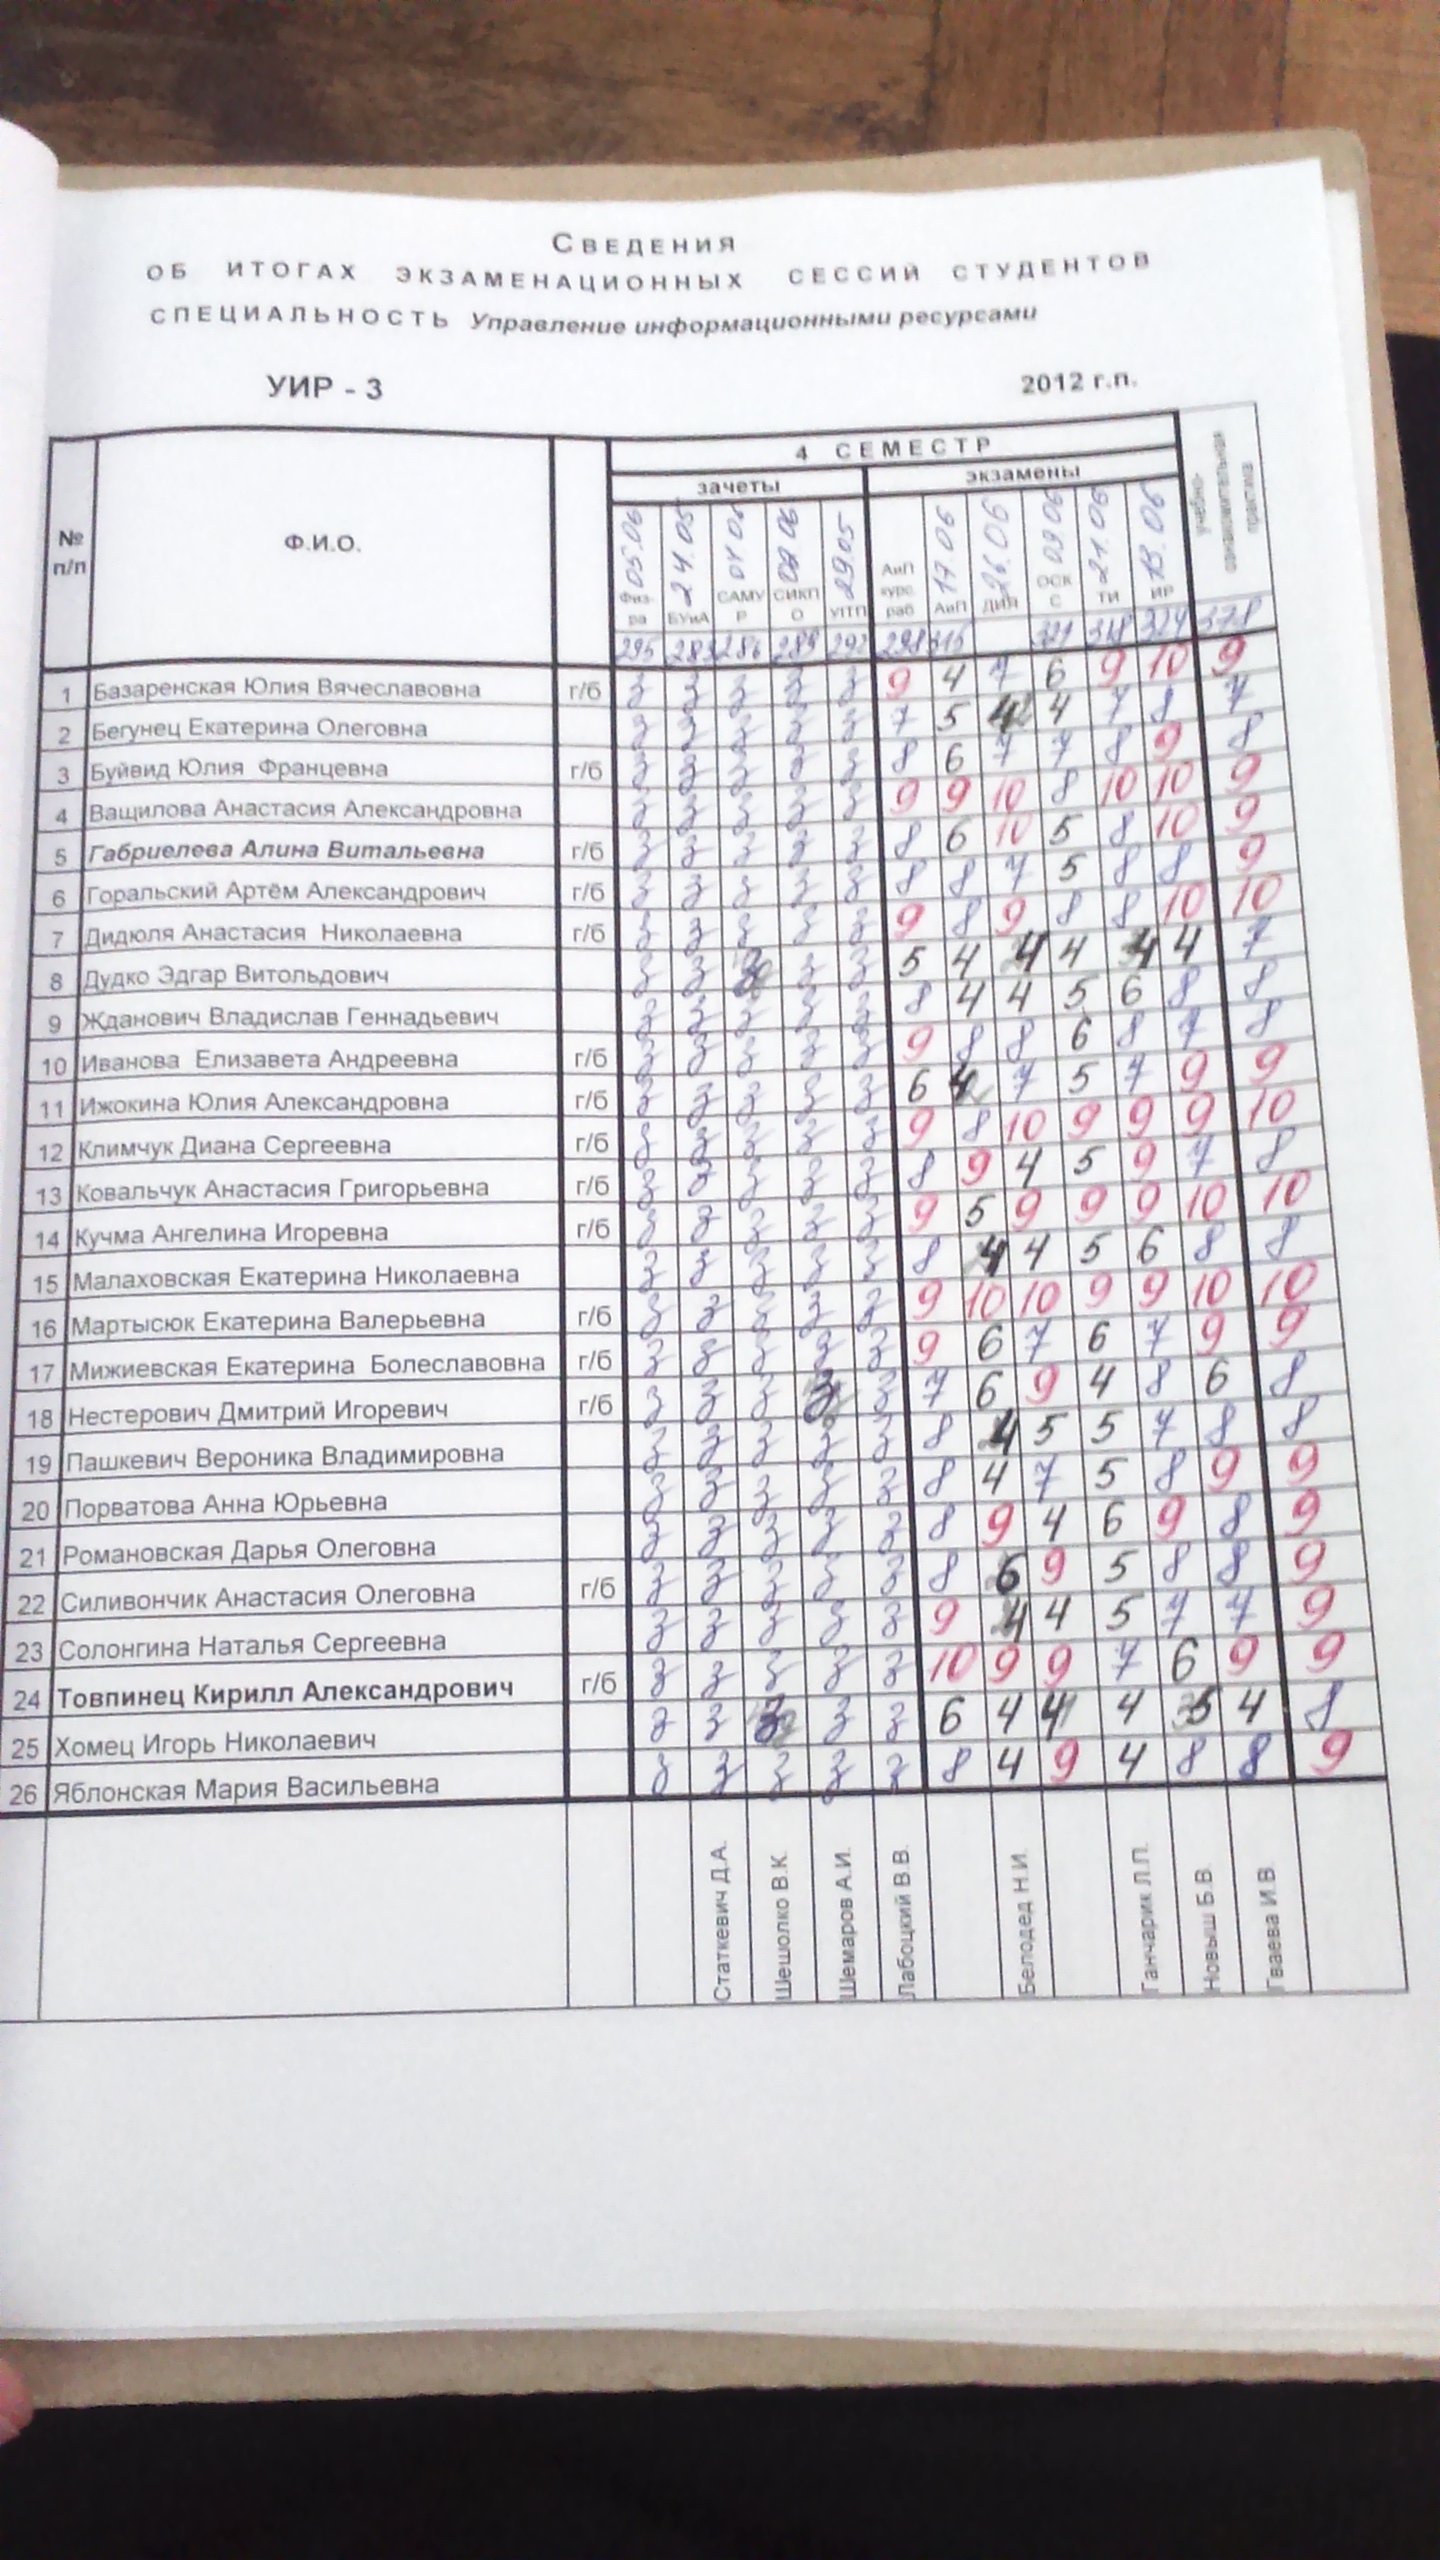 Сведения
об итогах экзаменационных сессий студентов
специальность Управление информационными ресурсами
УИР - 3 2012 г.п.
4 СЕМЕСТР
зачеты экзамены
№ п/п Ф.И.О. Физ-ра 05.06 БУиА 24.05 САМУР 01.06 СИКПО УПТП 29.05 АиП курс. раб АиП 17.06 ДИЯ 26.06 ОСКС 09.06 ТИ 21.06 ИР 13.06 учебно-ознакомительная практика
295 283 286 289 292 298 315 321 318 324 378
1 Базаренская Юлия Вячеславовна г/б з з з з з 9 4 7 6 9 10 9
2 Бегунец Екатерина Олеговна з з з з з 7 5 4 4 7 8 7
3 Буйвид Юлия Францевна г/б з з з з з 8 6 7 7 8 9 8
4 Ващилова Анастасия Александровна з з з з з 9 9 10 8 10 10 9
5 Габриелева Алина Витальевна г/б з з з з з 8 6 10 5 8 10 9
6 Горальский Артём Александрович г/б з з з з з 8 8 7 5 8 8 9
7 Дидюля Анастасия Николаевна г/б з з з з з 9 8 9 8 8 10 10
8 Дудко Эдгар Витольдович з з з з з 5 4 4 4 4 4 7
9 Жданович Владислав Геннадьевич з з з з з 8 4 4 5 6 8 8
10 Иванова Елизавета Андреевна г/б з з з з з 9 8 8 6 8 7 8
11 Ижокина Юлия Александровна г/б з з з з з 6 4 7 5 7 9 9
12 Климчук Диана Сергеевна г/б з з з з з 9 8 10 9 9 9 10
13 Ковальчук Анастасия Григорьевна г/б з з з з з 8 9 4 5 9 7 8
14 Кучма Ангелина Игоревна г/б з з з з з 9 5 9 9 9 10 10
15 Малаховская Екатерина Николаевна з з з з з 8 4 4 5 6 8 8
16 Мартысюк Екатерина Валерьевна г/б з з з з з 9 10 10 9 9 10 10
17 Мижиевская Екатерина Болеславовна г/б з з з з з 9 6 7 6 7 9 9
18 Нестерович Дмитрий Игоревич г/б з з з з з 7 6 9 4 8 6 8
19 Пашкевич Вероника Владимировна з з з з з 8 4 5 5 7 8 8
20 Порватова Анна Юрьевна з з з з з 8 4 7 5 8 9 9
21 Романовская Дарья Олеговна з з з з з 8 9 4 6 9 8 9
22 Силивончик Анастасия Олеговна г/б з з з з з 8 6 9 5 8 8 9
23 Солонгина Наталья Сергеевна з з з з з 9 4 4 5 7 7 9
24 Товпинец Кирилл Александрович г/б з з з з з 10 9 9 7 6 9 9
25 Хомец Игорь Николаевич з з з з з 6 4 4 4 5 4 8
26 Яблонская Мария Васильевна з з з з з 8 4 9 4 8 8 9
Статкевич Д.А. Шешолко В.К. Шемаров А.И. Лабоцкий В.В. Белодед Н.И. Ганчарик Л.П. Новыш Б.В. Гваева И.В.